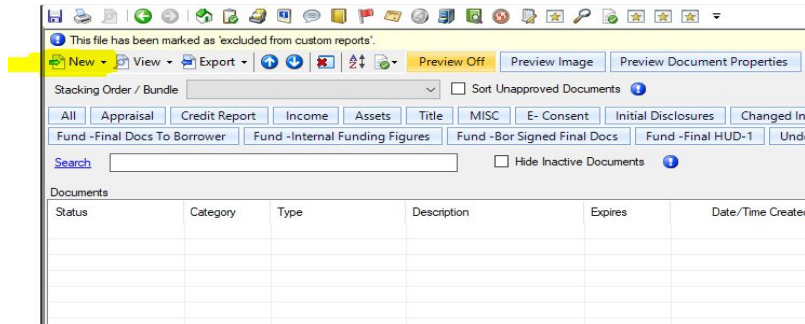 This file has been marked as 'excluded from custom reports'.
New View Export Preview Off Preview Image Preview Document Properties
Stacking Order / Bundle Sort Unapproved Documents
All Appraisal Credit Report Income Assets Title MISC E- Consent Initial Disclosures Changed In
Fund -Final Docs To Borrower Fund -Internal Funding Figures Fund -Bor Signed Final Docs Fund -Final HUD-1 Unde
Search Hide Inactive Documents
Documents
Status Category Type Description Expires Date/Time Created